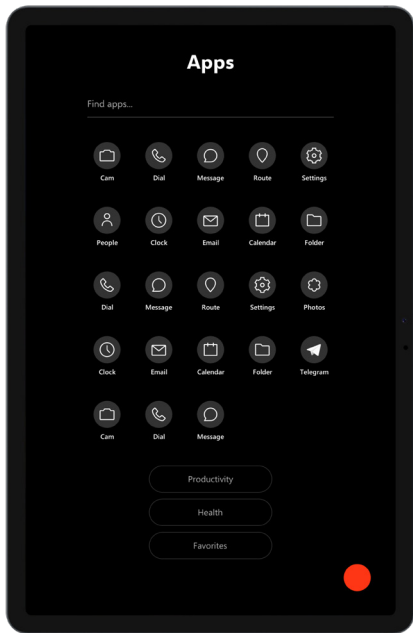 Apps
Find apps...
Cam Dial Message Route Settings
People Clock Email Calendar Folder
Dial Message Route Settings Photos
Clock Email Calendar Folder Telegram
Cam Dial Message
Productivity
Health
Favorites